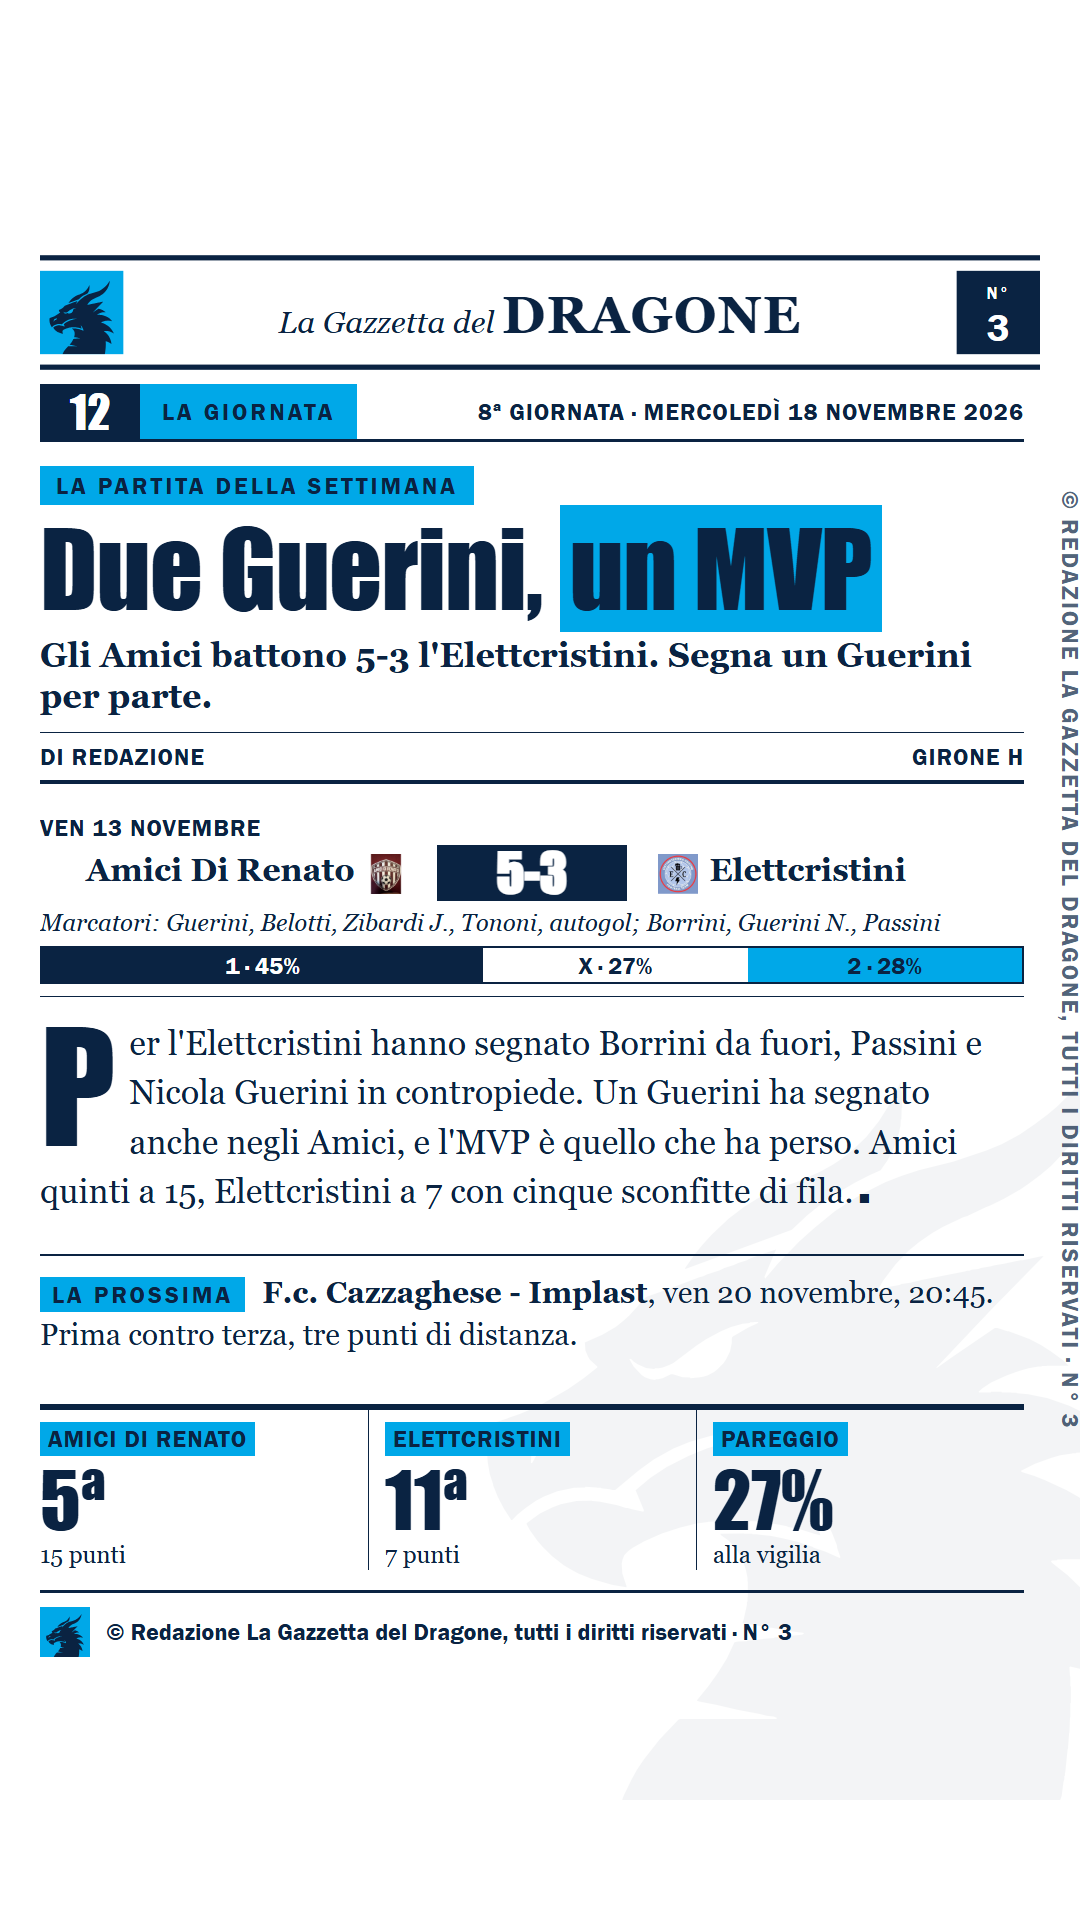 La Gazzetta del DRAGONE
N°
3
12
LA GIORNATA
8ª GIORNATA · MERCOLEDÌ 18 NOVEMBRE 2026
LA PARTITA DELLA SETTIMANA
Due Guerini, un MVP
Gli Amici battono 5-3 l'Elettcristini. Segna un Guerini
per parte.
DI REDAZIONE
GIRONE H
VEN 13 NOVEMBRE
Amici Di Renato 5-3 Elettcristini
Marcatori: Guerini, Belotti, Zibardi J., Tononi, autogol; Borrini, Guerini N., Passini
1 · 45% X · 27% 2 · 28%
Per l'Elettcristini hanno segnato Borrini da fuori, Passini e
Nicola Guerini in contropiede. Un Guerini ha segnato
anche negli Amici, e l'MVP è quello che ha perso. Amici
quinti a 15, Elettcristini a 7 con cinque sconfitte di fila.
LA PROSSIMA F.c. Cazzaghese - Implast, ven 20 novembre, 20:45.
Prima contro terza, tre punti di distanza.
AMICI DI RENATO
5ª
15 punti
ELETTCRISTINI
11ª
7 punti
PAREGGIO
27%
alla vigilia
© Redazione La Gazzetta del Dragone, tutti i diritti riservati · N° 3
© REDAZIONE LA GAZZETTA DEL DRAGONE, TUTTI I DIRITTI RISERVATI · N° 3